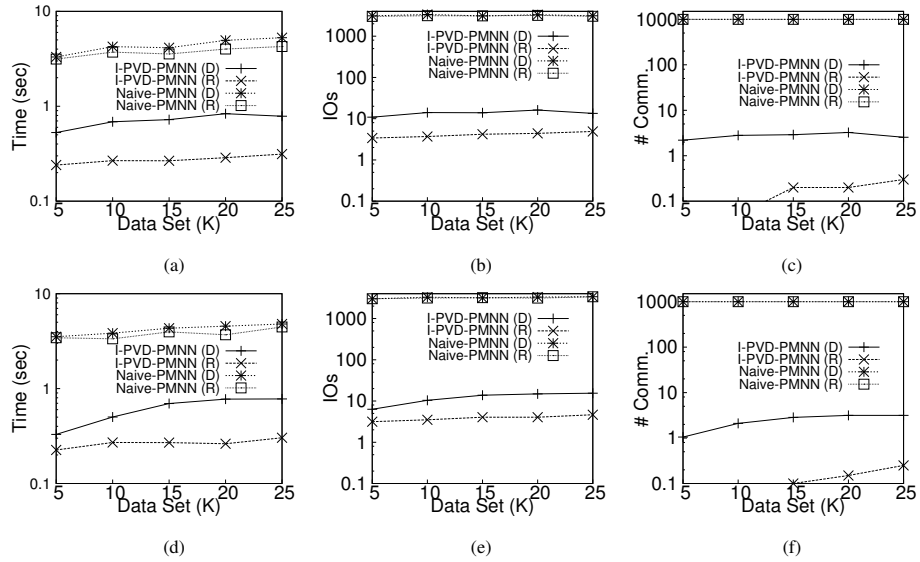 10
1
0.1
5
10
15
20
25
Time (sec)
Data Set (K)
I-PVD-PMNN (D)
I-PVD-PMNN (R)
Naive-PMNN (D)
Naive-PMNN (R)
(a)
1000
100
10
1
0.1
5
10
15
20
25
IOs
Data Set (K)
I-PVD-PMNN (D)
I-PVD-PMNN (R)
Naive-PMNN (D)
Naive-PMNN (R)
(b)
1000
100
10
1
0.1
5
10
15
20
25
# Comm.
Data Set (K)
I-PVD-PMNN (D)
I-PVD-PMNN (R)
Naive-PMNN (D)
Naive-PMNN (R)
(c)
10
1
0.1
5
10
15
20
25
Time (sec)
Data Set (K)
I-PVD-PMNN (D)
I-PVD-PMNN (R)
Naive-PMNN (D)
Naive-PMNN (R)
(d)
1000
100
10
1
0.1
5
10
15
20
25
IOs
Data Set (K)
I-PVD-PMNN (D)
I-PVD-PMNN (R)
Naive-PMNN (D)
Naive-PMNN (R)
(e)
1000
100
10
1
0.1
5
10
15
20
25
# Comm.
Data Set (K)
I-PVD-PMNN (D)
I-PVD-PMNN (R)
Naive-PMNN (D)
Naive-PMNN (R)
(f)